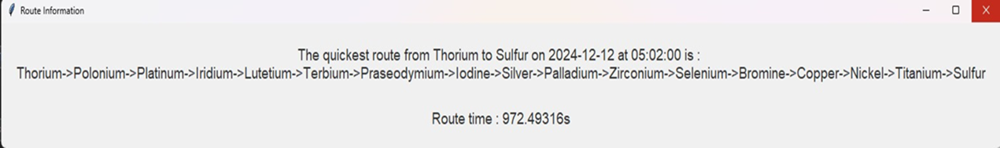 Route Information
The quickest route from Thorium to Sulfur on 2024-12-12 at 05:02:00 is :
Thorium->Polonium->Platinum->Iridium->Lutetium->Terbium->Praseodymium->Iodine->Silver->Palladium->Zirconium->Selenium->Bromine->Copper->Nickel->Titanium->Sulfur
Route time : 972.49316s